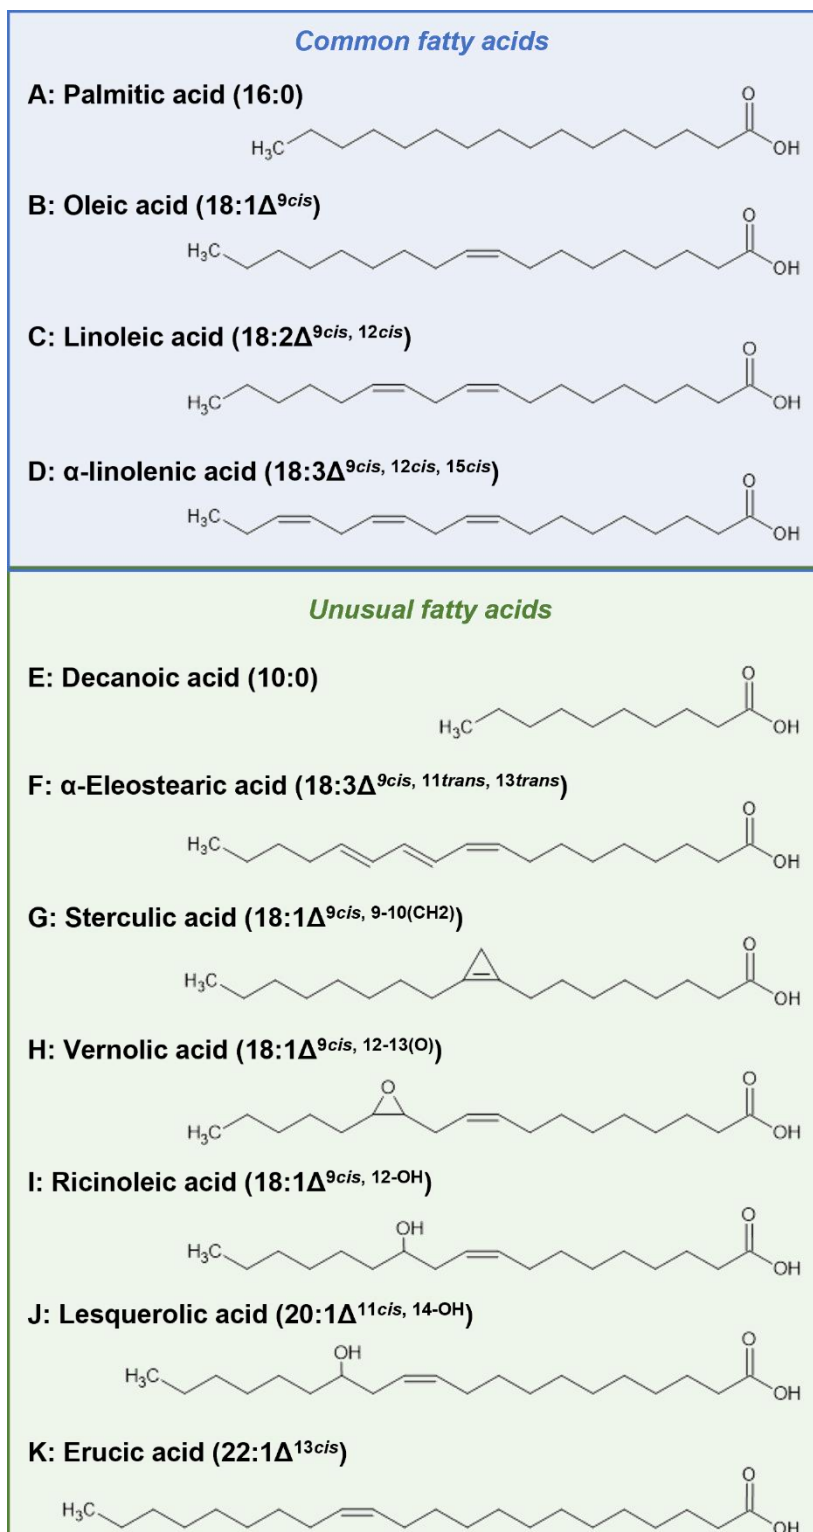 Common fatty acids
A: Palmitic acid (16:0)
O
H₃C
OH
B: Oleic acid (18:1Δ⁹ᶜⁱˢ)
O
H₃C
OH
C: Linoleic acid (18:2Δ⁹ᶜⁱˢ, ¹²ᶜⁱˢ)
O
H₃C
OH
D: α-linolenic acid (18:3Δ⁹ᶜⁱˢ, ¹²ᶜⁱˢ, ¹⁵ᶜⁱˢ)
O
H₃C
OH
Unusual fatty acids
E: Decanoic acid (10:0)
O
H₃C
OH
F: α-Eleostearic acid (18:3Δ⁹ᶜⁱˢ, ¹¹ᵗʳᵃⁿˢ, ¹³ᵗʳᵃⁿˢ)
O
H₃C
OH
G: Sterculic acid (18:1Δ⁹ᶜⁱˢ, ⁹⁻¹⁰⁽ᶜᴴ²⁾)
O
H₃C
OH
H: Vernolic acid (18:1Δ⁹ᶜⁱˢ, ¹²⁻¹³⁽ᴼ⁾)
O
O
H₃C
OH
I: Ricinoleic acid (18:1Δ⁹ᶜⁱˢ, ¹²⁻ᴼᴴ)
O
OH
H₃C
OH
J: Lesquerolic acid (20:1Δ¹¹ᶜⁱˢ, ¹⁴⁻ᴼᴴ)
O
OH
H₃C
OH
K: Erucic acid (22:1Δ¹³ᶜⁱˢ)
O
H₃C
OH